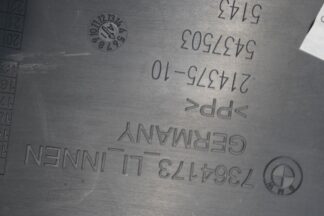 5143
5437503
214375-10
>PP<
GERMANY
7364173_LI_INNEN